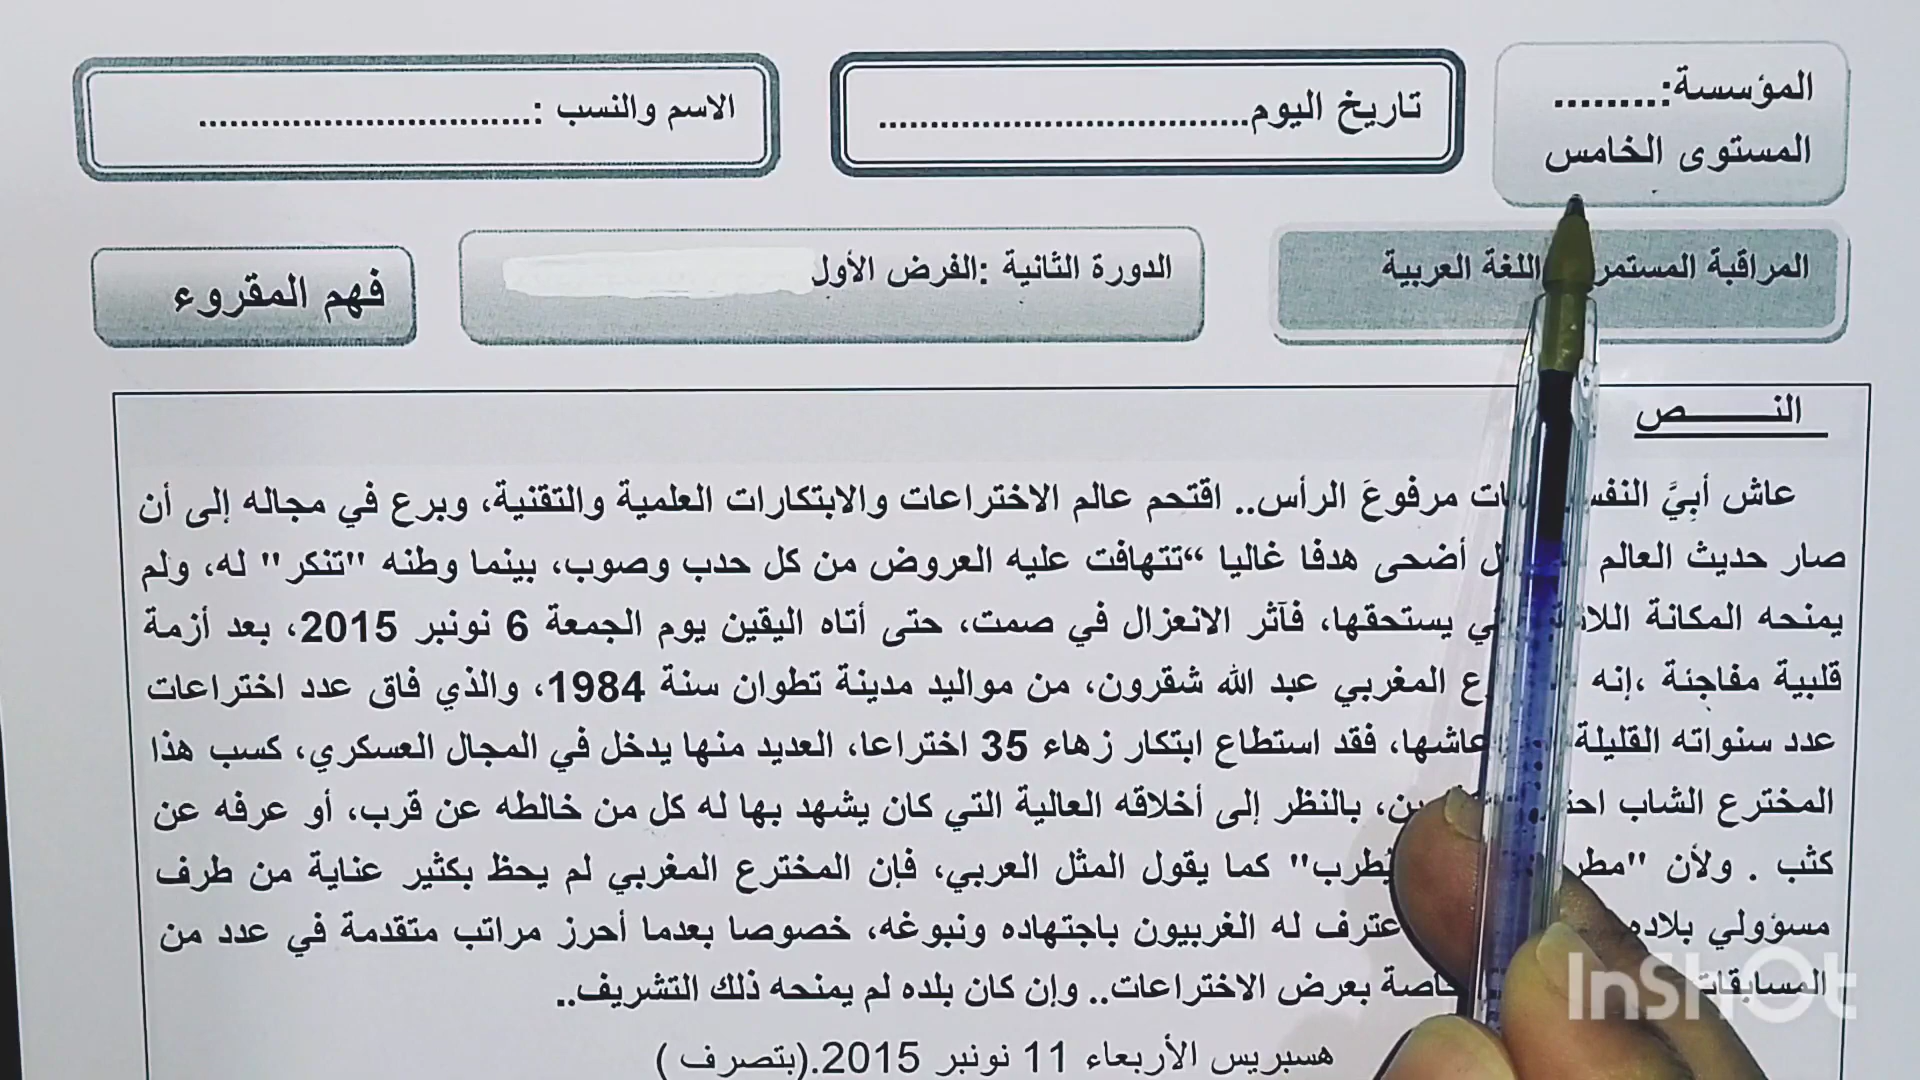 المؤسسة:.........
المستوى الخامس
تاريخ اليوم....................................
الاسم والنسب :................................
المراقبة المستمر اللغة العربية
الدورة الثانية :الفرض الأول
فهم المقروء
النـــــــص
عاش أبِيَّ النفس مرفوعَ الرأس.. اقتحم عالم الاختراعات والابتكارات العلمية والتقنية، وبرع في مجاله إلى أن
صار حديث العالم أضحى هدفا غاليا “تتهافت عليه العروض من كل حدب وصوب، بينما وطنه "تنكر" له، ولم
يمنحه المكانة يستحقها، فآثر الانعزال في صمت، حتى أتاه اليقين يوم الجمعة 6 نونبر 2015، بعد أزمة
قلبية مفاجئة ،إنه المغربي عبد الله شقرون، من مواليد مدينة تطوان سنة 1984، والذي فاق عدد اختراعات
عدد سنواته القليلة عاشها، فقد استطاع ابتكار زهاء 35 اختراعا، العديد منها يدخل في المجال العسكري، كسب هذا
المخترع الشاب بالنظر إلى أخلاقه العالية التي كان يشهد بها له كل من خالطه عن قرب، أو عرفه عن
كثب . ولأن "يُطرب" كما يقول المثل العربي، فإن المخترع المغربي لم يحظ بكثير عناية من طرف
مسؤولي بلاده اعترف له الغربيون باجتهاده ونبوغه، خصوصا بعدما أحرز مراتب متقدمة في عدد من
المسابقات خاصة بعرض الاختراعات.. وإن كان بلده لم يمنحه ذلك التشريف..
هسبريس الأربعاء 11 نونبر 2015.(بتصرف )
InShOt